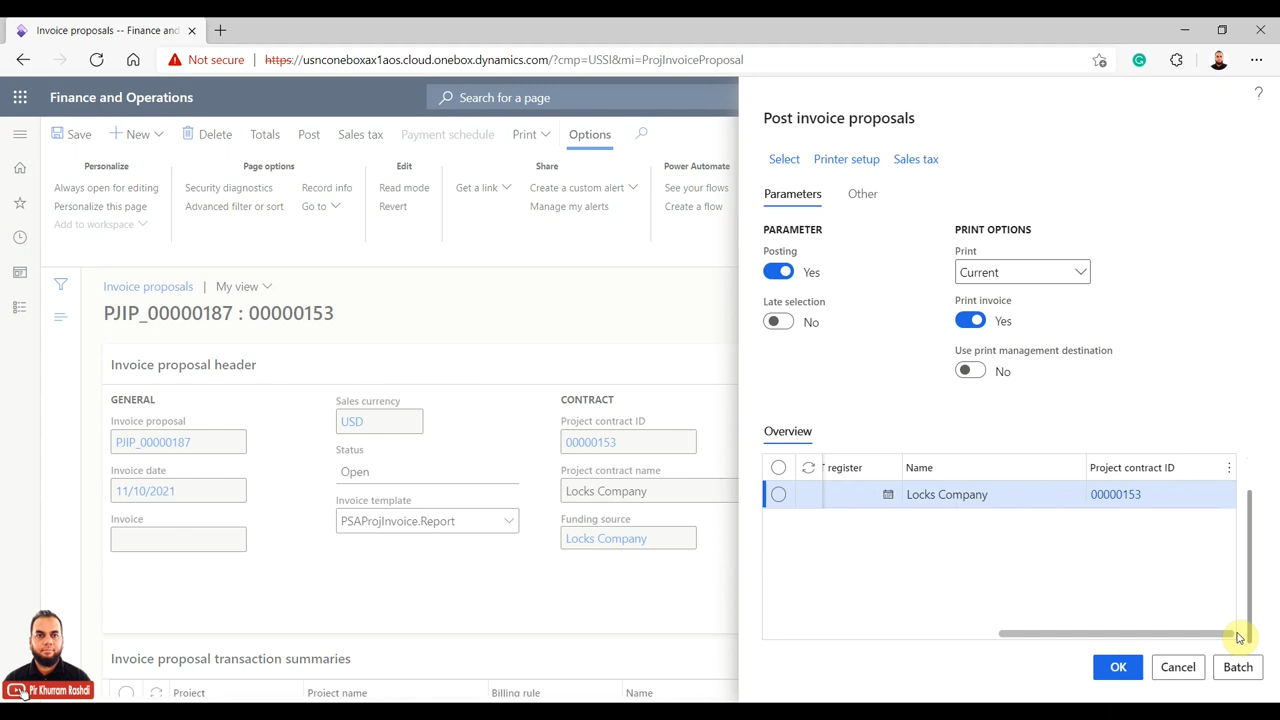 Invoice proposals -- Finance and
Not secure
https://usnconeboxax1aos.cloud.onebox.dynamics.com/?cmp=USSI&mi=ProjInvoiceProposal
Finance and Operations
Search for a page
Save
New
Delete
Totals
Post
Sales tax
Payment schedule
Print
Options
Personalize
Always open for editing
Personalize this page
Add to workspace
Page options
Security diagnostics
Record info
Advanced filter or sort
Go to
Edit
Read mode
Revert
Share
Get a link
Create a custom alert
Manage my alerts
Power Automate
See your flows
Create a flow
Invoice proposals | My view
PJIP_00000187 : 00000153
Invoice proposal header
GENERAL
Invoice proposal
PJIP_00000187
Invoice date
11/10/2021
Invoice
Sales currency
USD
Status
Open
Invoice template
PSAProjInvoice.Report
CONTRACT
Project contract ID
00000153
Project contract name
Locks Company
Funding source
Locks Company
Invoice proposal transaction summaries
Project
Project name
Billing rule
Name
Pir Khurram Rashdi
?
Post invoice proposals
Select
Printer setup
Sales tax
Parameters
Other
PARAMETER
Posting
Yes
Late selection
No
PRINT OPTIONS
Print
Current
Print invoice
Yes
Use print management destination
No
Overview
register
Name
Project contract ID
Locks Company
00000153
OK
Cancel
Batch